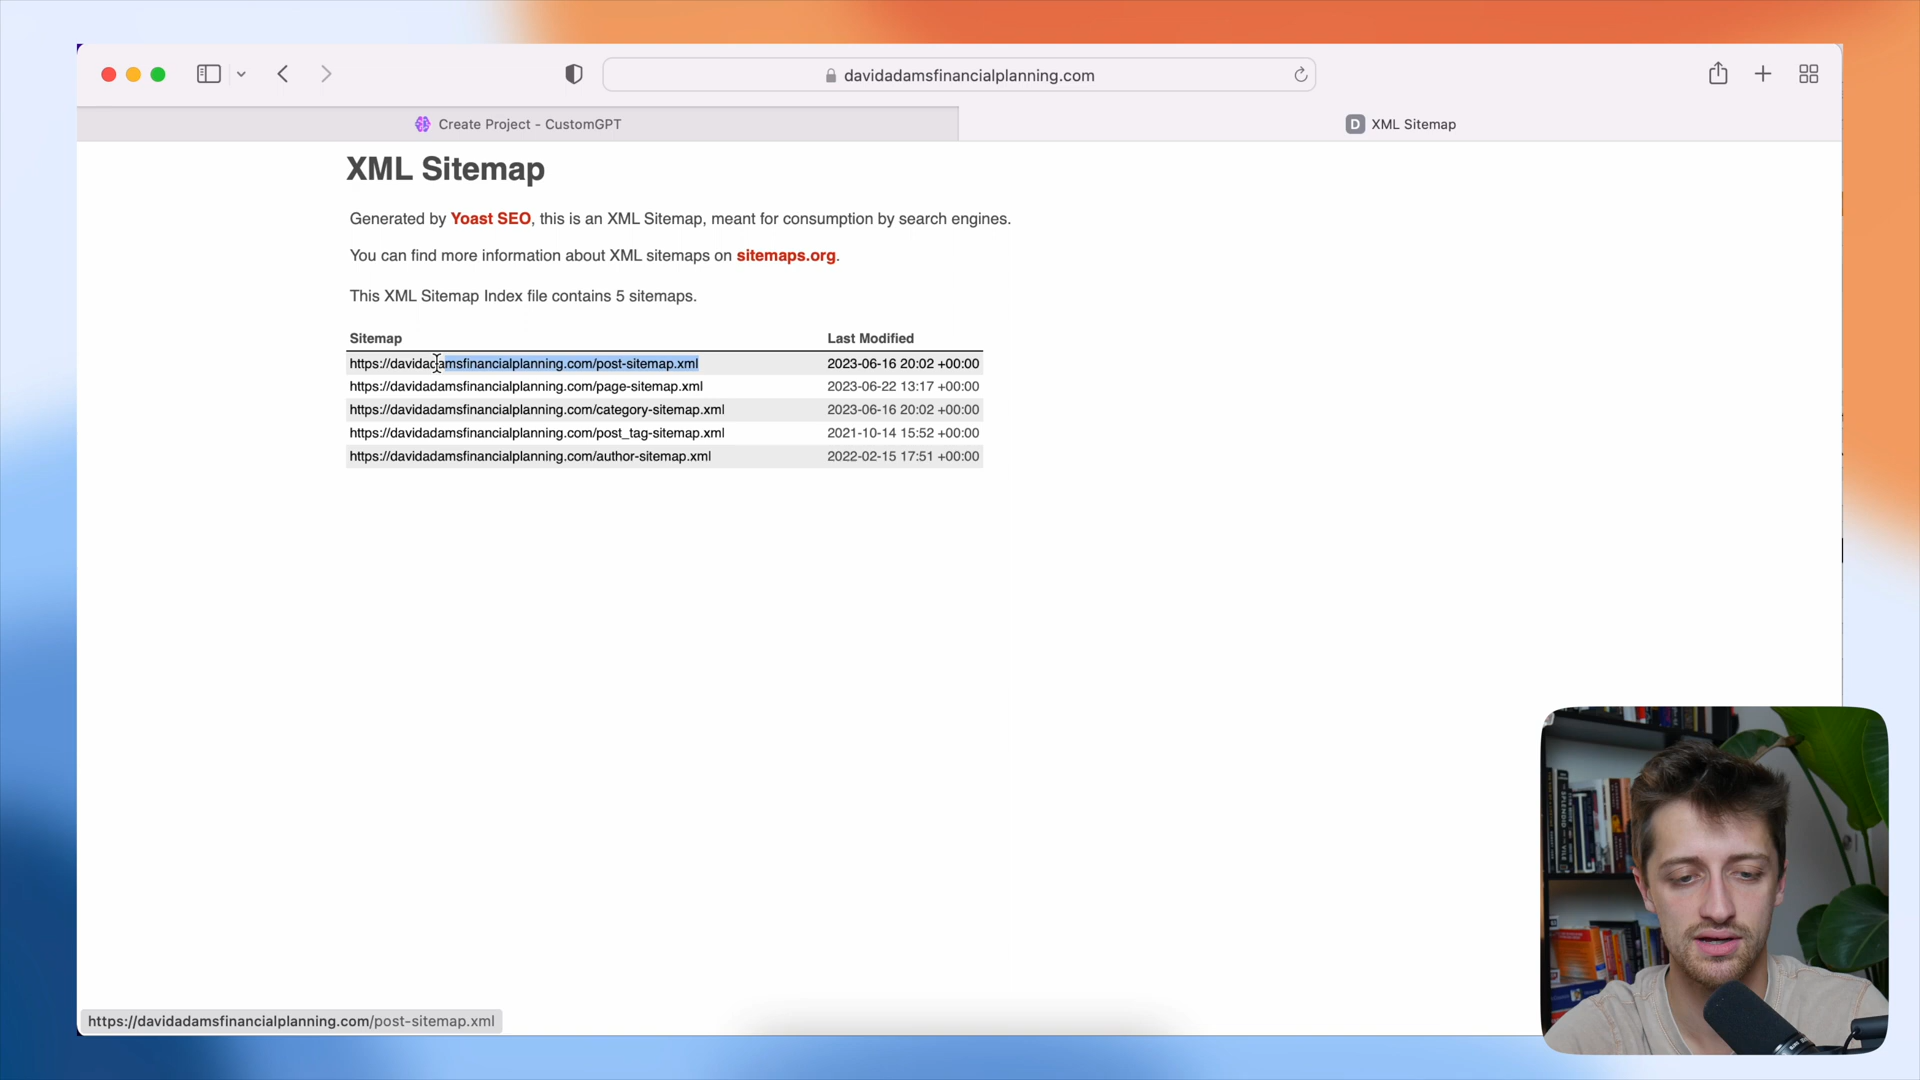 davidadamsfinancialplanning.com
Create Project - CustomGPT
D XML Sitemap
XML Sitemap
Generated by Yoast SEO, this is an XML Sitemap, meant for consumption by search engines.
You can find more information about XML sitemaps on sitemaps.org.
This XML Sitemap Index file contains 5 sitemaps.
Sitemap Last Modified
https://davidadamsfinancialplanning.com/post-sitemap.xml 2023-06-16 20:02 +00:00
https://davidadamsfinancialplanning.com/page-sitemap.xml 2023-06-22 13:17 +00:00
https://davidadamsfinancialplanning.com/category-sitemap.xml 2023-06-16 20:02 +00:00
https://davidadamsfinancialplanning.com/post_tag-sitemap.xml 2021-10-14 15:52 +00:00
https://davidadamsfinancialplanning.com/author-sitemap.xml 2022-02-15 17:51 +00:00
https://davidadamsfinancialplanning.com/post-sitemap.xml